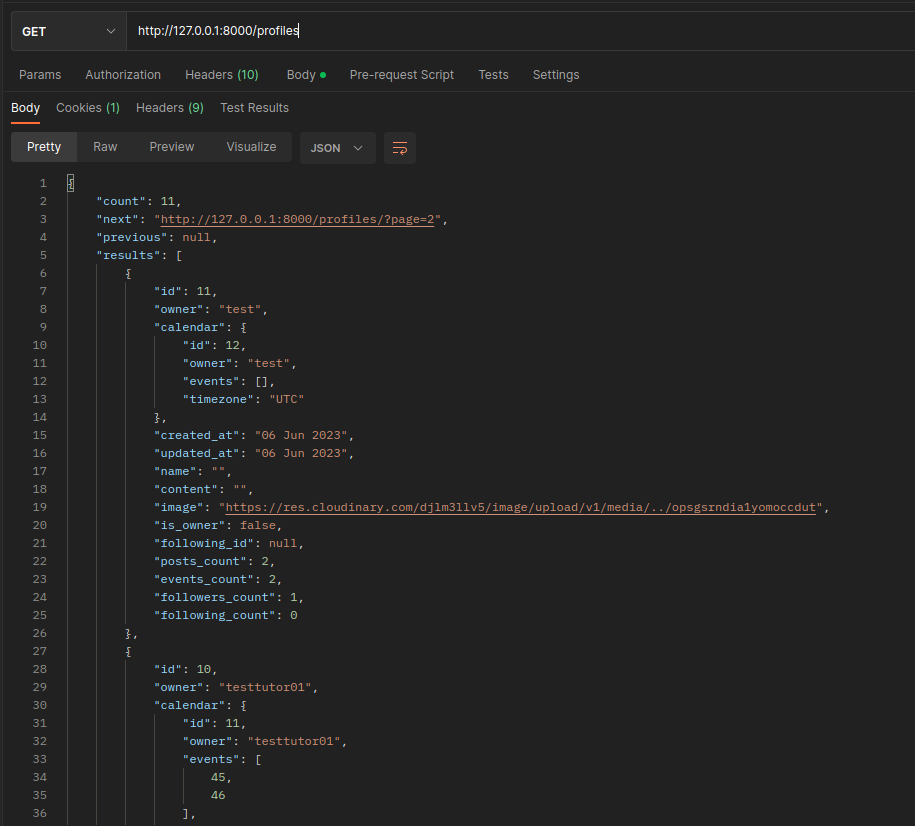 GET http://127.0.0.1:8000/profiles
Params Authorization Headers (10) Body Pre-request Script Tests Settings
Body Cookies (1) Headers (9) Test Results
Pretty Raw Preview Visualize JSON
1 {
2 "count": 11,
3 "next": "http://127.0.0.1:8000/profiles/?page=2",
4 "previous": null,
5 "results": [
6 {
7 "id": 11,
8 "owner": "test",
9 "calendar": {
10 "id": 12,
11 "owner": "test",
12 "events": [],
13 "timezone": "UTC"
14 },
15 "created_at": "06 Jun 2023",
16 "updated_at": "06 Jun 2023",
17 "name": "",
18 "content": "",
19 "image": "https://res.cloudinary.com/djlm3llv5/image/upload/v1/media/../opsgsrndia1yomoccdut",
20 "is_owner": false,
21 "following_id": null,
22 "posts_count": 2,
23 "events_count": 2,
24 "followers_count": 1,
25 "following_count": 0
26 },
27 {
28 "id": 10,
29 "owner": "testtutor01",
30 "calendar": {
31 "id": 11,
32 "owner": "testtutor01",
33 "events": [
34 45,
35 46
36 ],